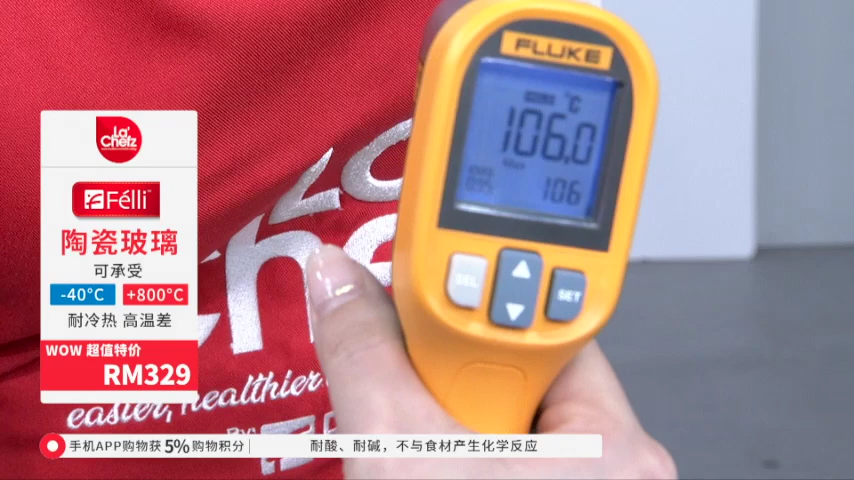 FLUKE
°C
106.0
Max
106
SEL
SET
La'
Chefz
Félli™
陶瓷玻璃
可承受
-40°C +800°C
耐冷热 高温差
WOW 超值特价
RM329
easier, healthier
By:
手机APP购物获 5% 购物积分
耐酸、耐碱，不与食材产生化学反应